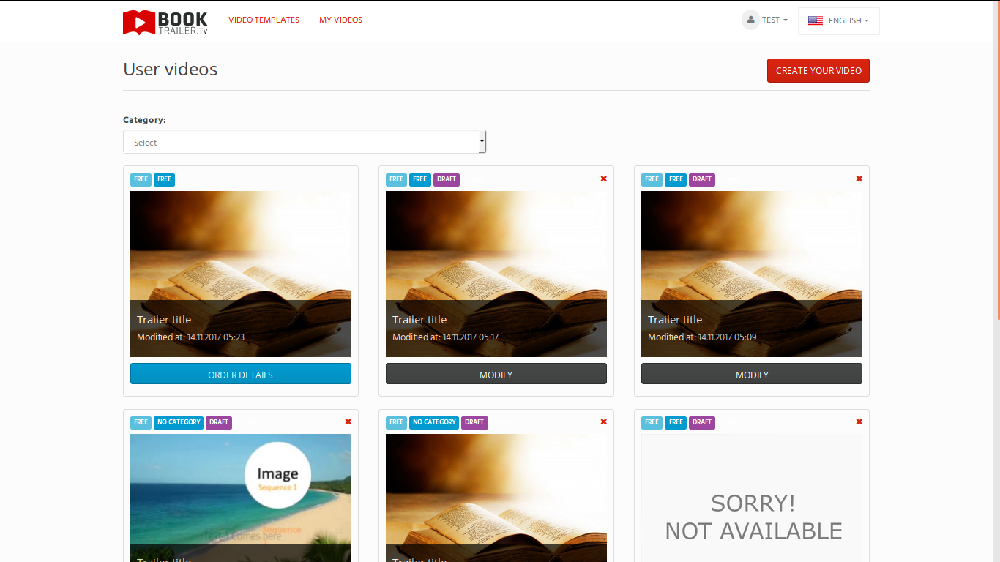 BOOK
TRAILER.TV
VIDEO TEMPLATES
MY VIDEOS
TEST
ENGLISH
User videos
CREATE YOUR VIDEO
Category:
Select
FREE FREE
FREE FREE DRAFT
FREE FREE DRAFT
Trailer title
Modified at: 14.11.2017 05:23
Trailer title
Modified at: 14.11.2017 05:17
Trailer title
Modified at: 14.11.2017 05:09
ORDER DETAILS
MODIFY
MODIFY
FREE NO CATEGORY DRAFT
FREE NO CATEGORY DRAFT
FREE FREE DRAFT
Image
Sequence 1
Sequence
Text 1 Comes here
SORRY!
NOT AVAILABLE
Trailer title
Trailer title